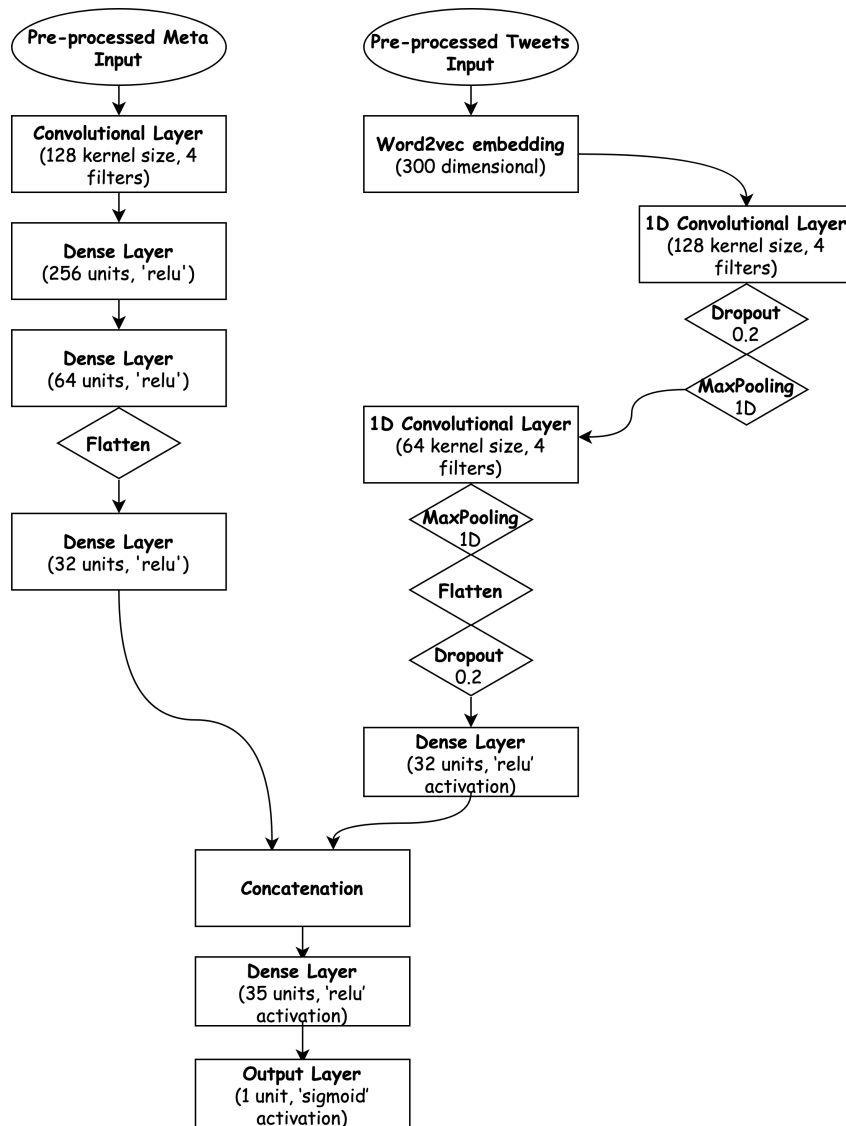 Pre-processed Meta
Input
Convolutional Layer
(128 kernel size, 4
filters)
Dense Layer
(256 units, 'relu')
Dense Layer
(64 units, 'relu')
Flatten
Dense Layer
(32 units, 'relu')
Pre-processed Tweets
Input
Word2vec embedding
(300 dimensional)
1D Convolutional Layer
(128 kernel size, 4
filters)
Dropout
0.2
MaxPooling
1D
1D Convolutional Layer
(64 kernel size, 4
filters)
MaxPooling
1D
Flatten
Dropout
0.2
Dense Layer
(32 units, ‘relu’
activation)
Concatenation
Dense Layer
(35 units, ‘relu’
activation)
Output Layer
(1 unit, ‘sigmoid’
activation)